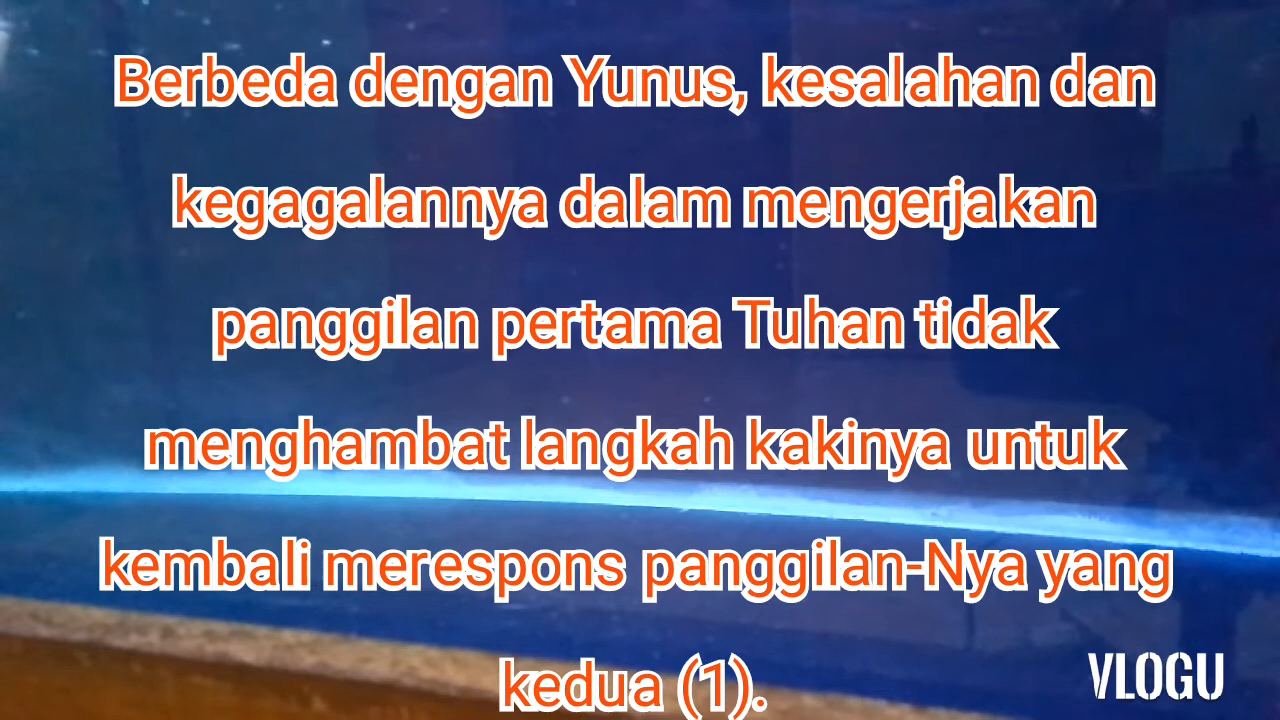 Berbeda dengan Yunus, kesalahan dan
kegagalannya dalam mengerjakan
panggilan pertama Tuhan tidak
menghambat langkah kakinya untuk
kembali merespons panggilan-Nya yang
kedua (1).
VLOGU